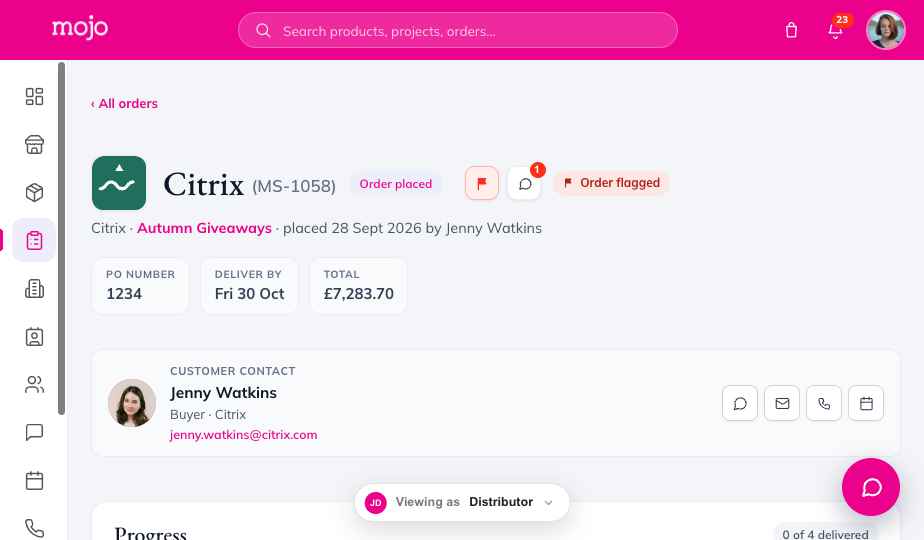 mojo
Search products, projects, orders...
23
‹ All orders
Citrix (MS-1058)
Order placed
1
Order flagged
Citrix · Autumn Giveaways · placed 28 Sept 2026 by Jenny Watkins
PO NUMBER
1234
DELIVER BY
Fri 30 Oct
TOTAL
£7,283.70
CUSTOMER CONTACT
Jenny Watkins
Buyer · Citrix
jenny.watkins@citrix.com
JD Viewing as Distributor
Progress
0 of 4 delivered